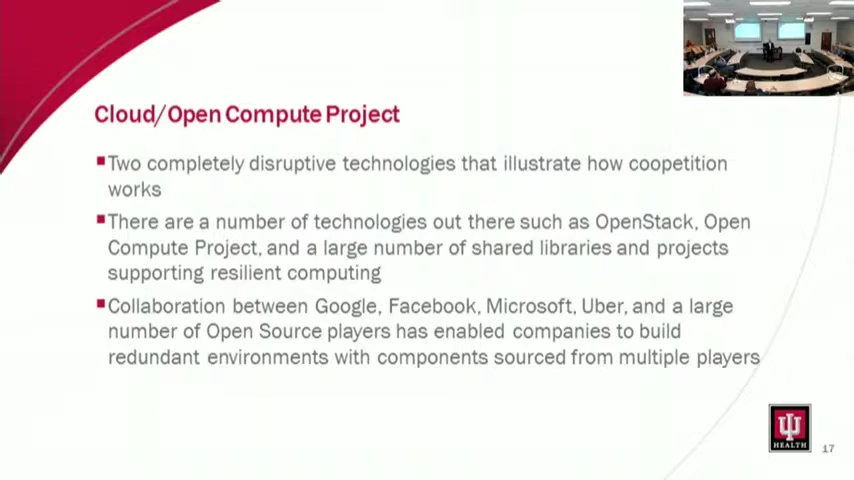 Cloud/Open Compute Project
Two completely disruptive technologies that illustrate how coopetition
works
There are a number of technologies out there such as OpenStack, Open
Compute Project, and a large number of shared libraries and projects
supporting resilient computing
Collaboration between Google, Facebook, Microsoft, Uber, and a large
number of Open Source players has enabled companies to build
redundant environments with components sourced from multiple players
IU
HEALTH
17